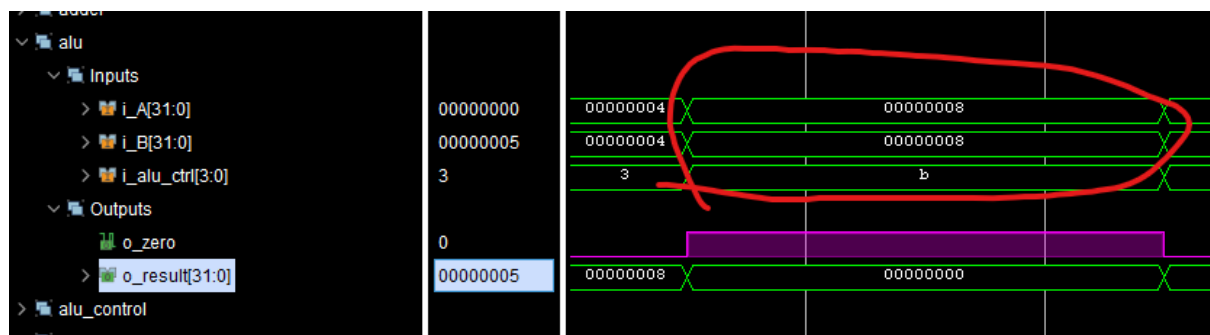 adder
alu
Inputs
i_A[31:0] 00000000 00000004 00000008
i_B[31:0] 00000005 00000004 00000008
i_alu_ctrl[3:0] 3 3 b
Outputs
o_zero 0
o_result[31:0] 00000005 00000008 00000000
alu_control